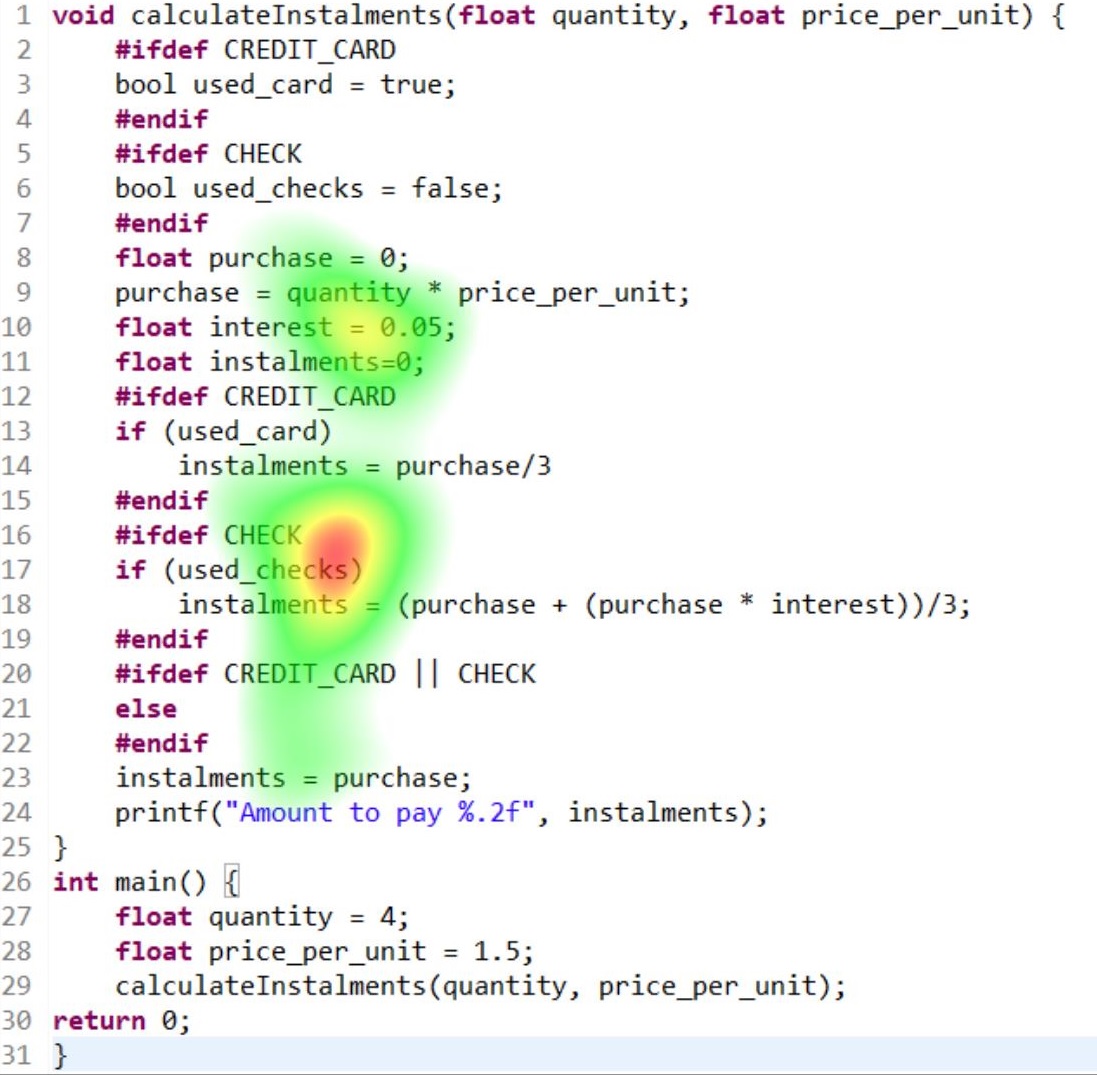 1 void calculateInstalments(float quantity, float price_per_unit) {
2     #ifdef CREDIT_CARD
3     bool used_card = true;
4     #endif
5     #ifdef CHECK
6     bool used_checks = false;
7     #endif
8     float purchase = 0;
9     purchase = quantity * price_per_unit;
10     float interest = 0.05;
11     float instalments=0;
12     #ifdef CREDIT_CARD
13     if (used_card)
14         instalments = purchase/3
15     #endif
16     #ifdef CHECK
17     if (used_checks)
18         instalments = (purchase + (purchase * interest))/3;
19     #endif
20     #ifdef CREDIT_CARD || CHECK
21     else
22     #endif
23     instalments = purchase;
24     printf("Amount to pay %.2f", instalments);
25 }
26 int main() {
27     float quantity = 4;
28     float price_per_unit = 1.5;
29     calculateInstalments(quantity, price_per_unit);
30 return 0;
31 }